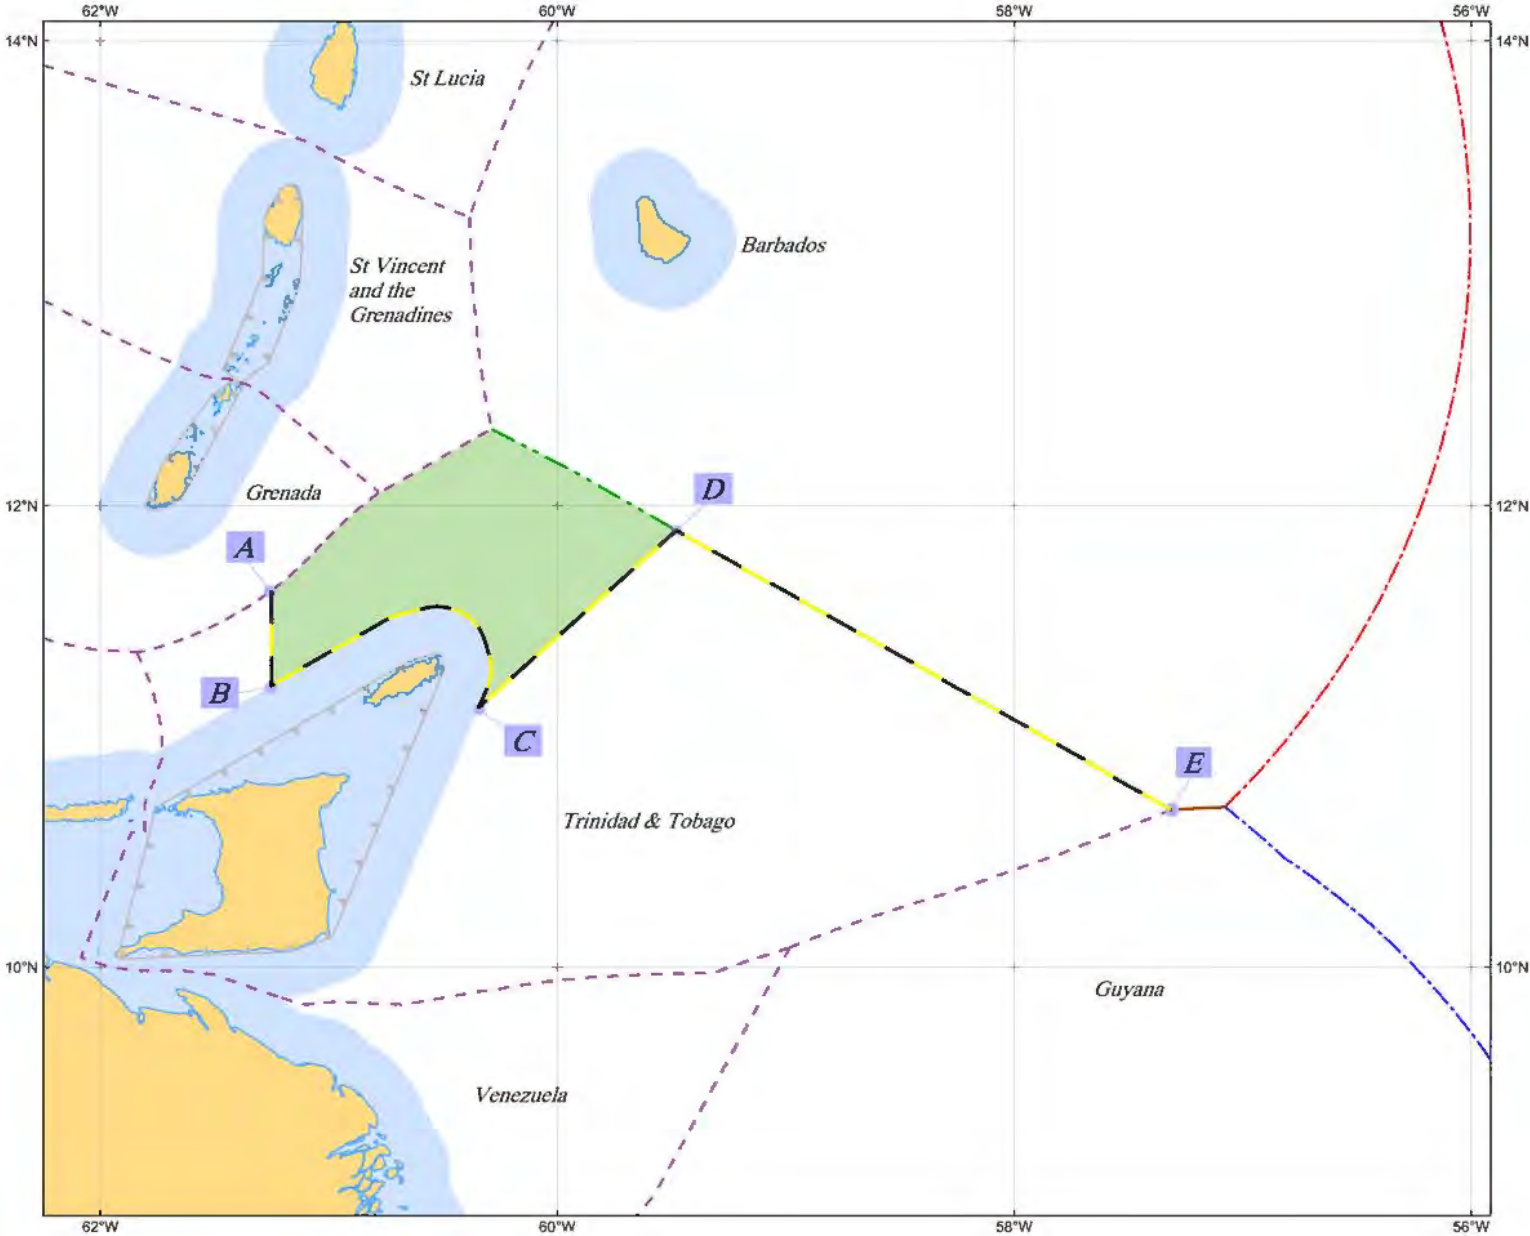 62°W 60°W 58°W 56°W
14°N 14°N
St Lucia
Barbados
St Vincent
and the
Grenadines
Grenada
D
12°N 12°N
A
B
C
E
Trinidad & Tobago
10°N 10°N
Guyana
Venezuela
62°W 60°W 58°W 56°W